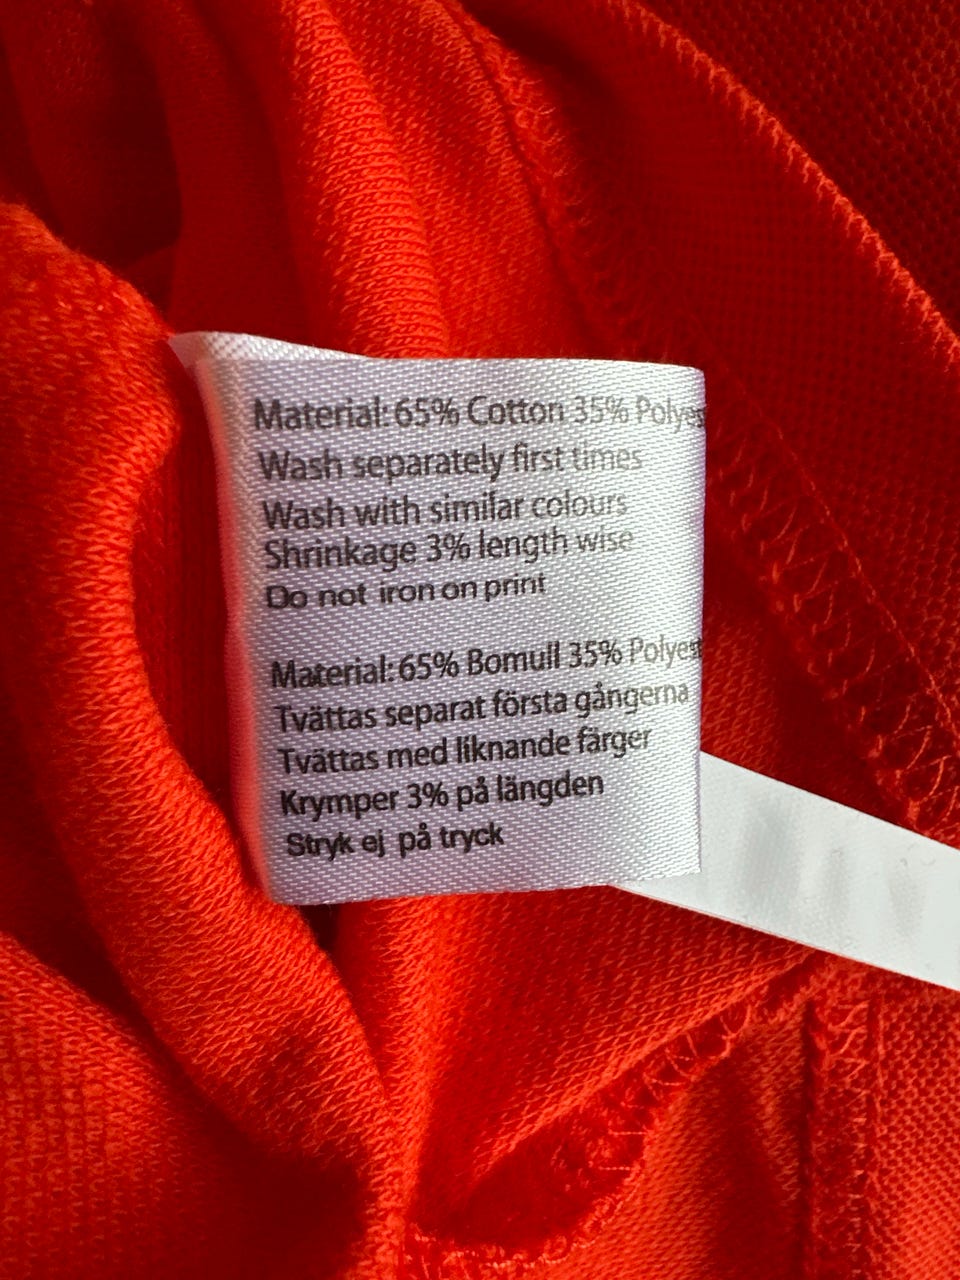 Material: 65% Cotton 35% Polyes
Wash separately first times
Wash with similar colours
Shrinkage 3% length wise
Do not iron on print
Material: 65% Bomull 35% Polyest
Tvättas separat första gångerna
Tvättas med liknande färger
Krymper 3% på längden
Stryk ej på tryck